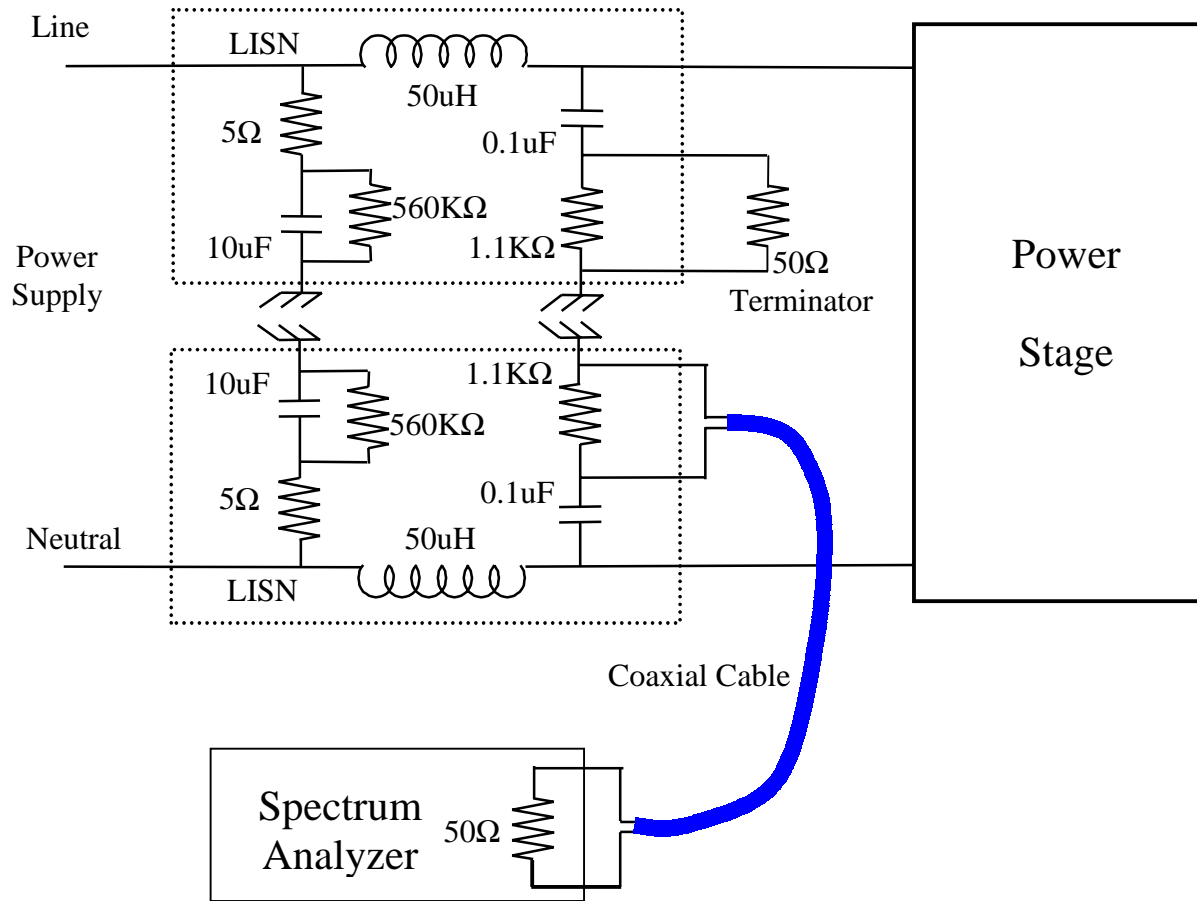 Line
LISN
50uH
5Ω
0.1uF
560KΩ
10uF
1.1KΩ
50Ω
Terminator
Power
Supply
Power
Stage
1.1KΩ
10uF
560KΩ
0.1uF
5Ω
50uH
Neutral
LISN
Coaxial Cable
Spectrum
Analyzer
50Ω